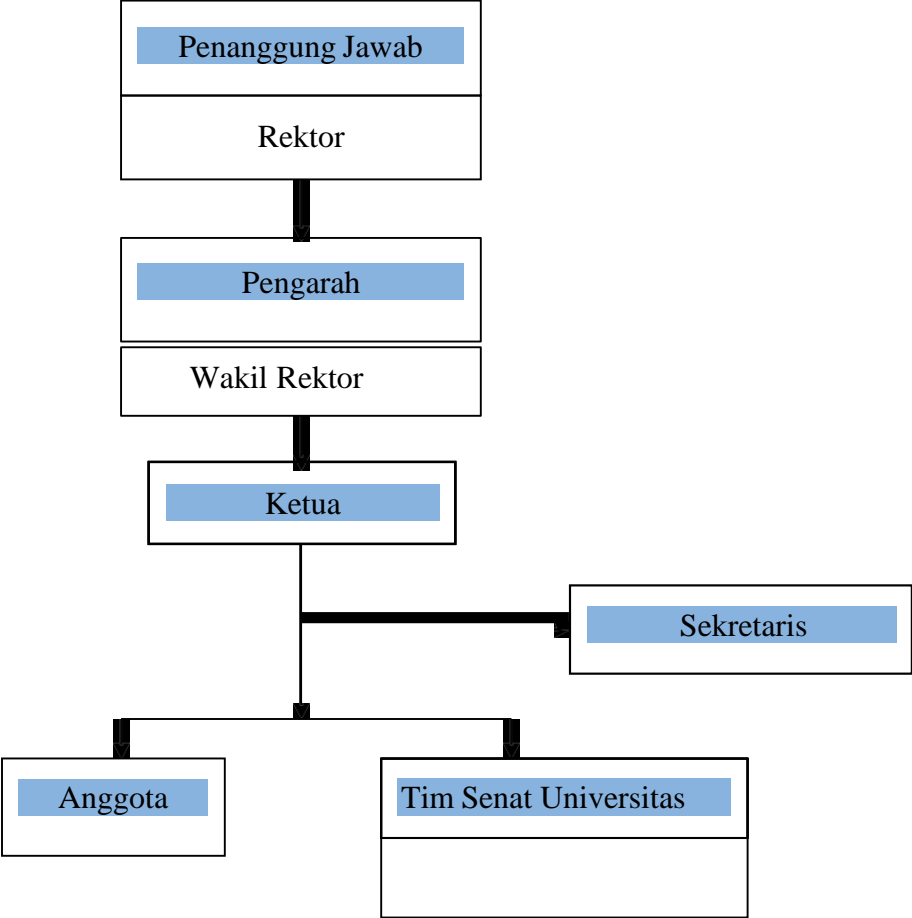 Penanggung Jawab
Rektor
Pengarah
Wakil Rektor
Ketua
Sekretaris
Anggota
Tim Senat Universitas